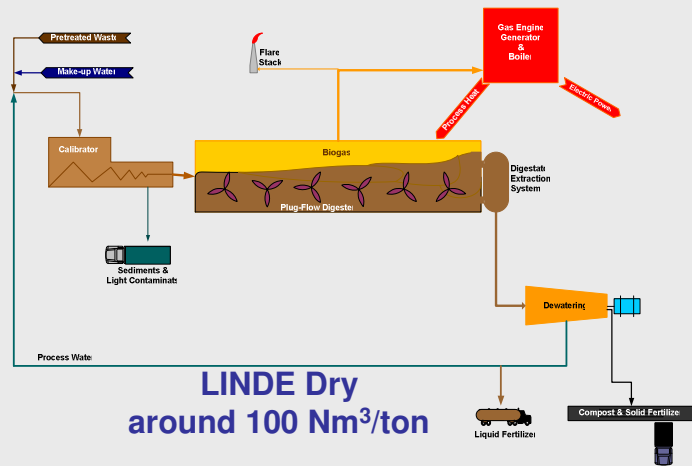 Pretreated Waste
Make-up Water
Flare
Stack
Gas Engine
Generator
&
Boiler
Process Heat
Electric Power
Calibrator
Biogas
Plug-Flow Digester
Digestate
Extraction
System
Sediments &
Light Contaminats
Dewatering
Process Water
LINDE Dry
around 100 Nm³/ton
Liquid Fertilizer
Compost & Solid Fertilizer